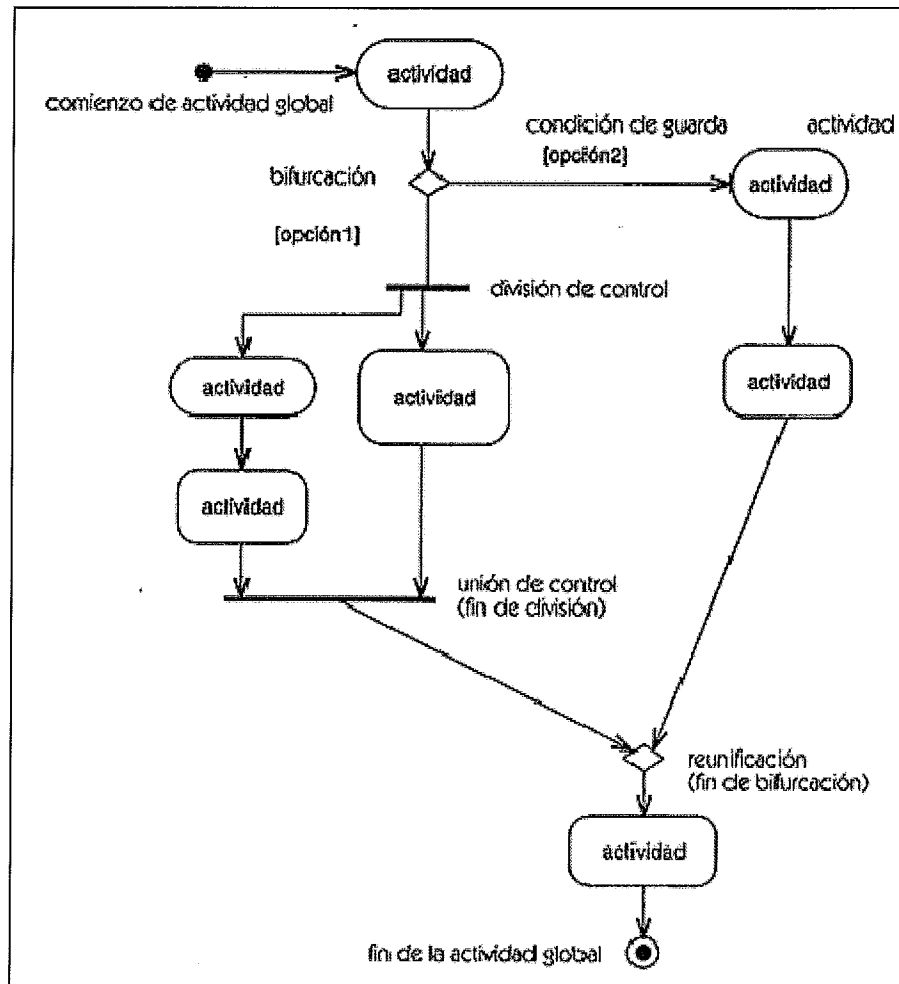 actividad
comienzo de actividad global
condición de guarda
actividad
[opción2]
bifurcación
actividad
[opción1]
división de control
actividad
actividad
actividad
actividad
unión de control
(fin de división)
reunificación
(fin de bifurcación)
actividad
fin de la actividad global